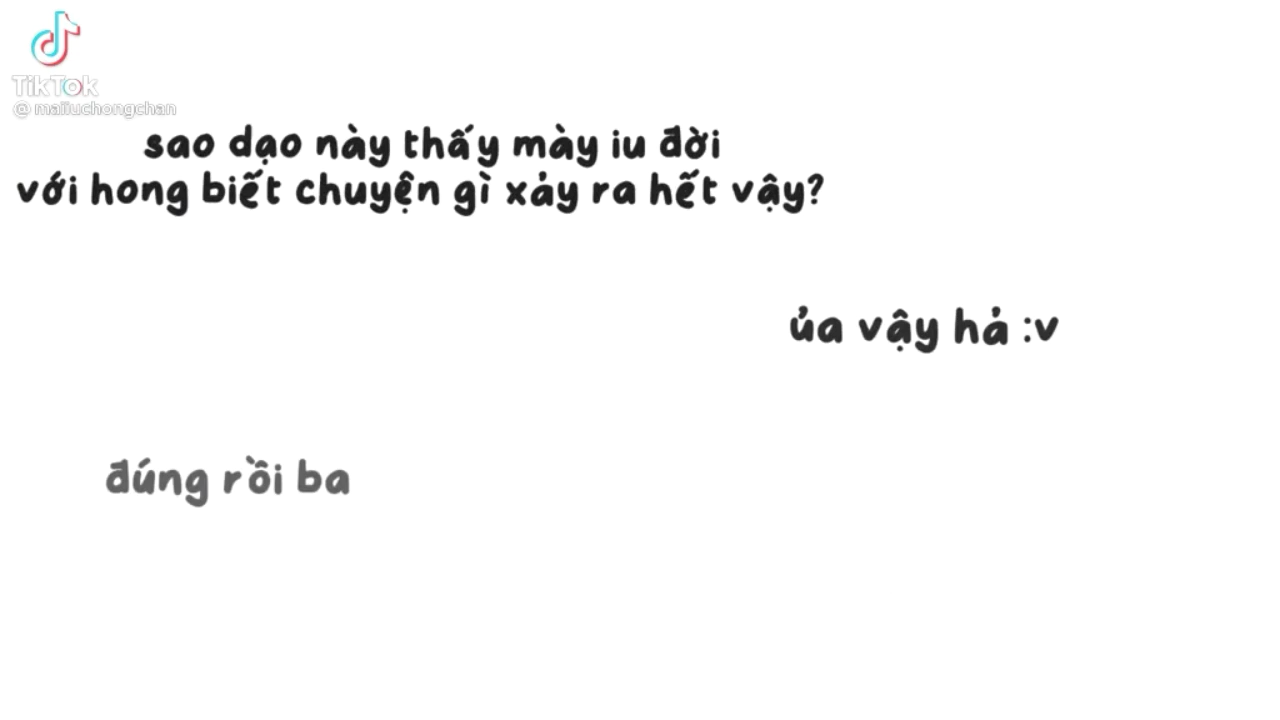 TikTok
@ maiiuchongchan
sao dạo này thấy mày iu đời
với hong biết chuyện gì xảy ra hết vậy?
ủa vậy hả :v
đúng rồi ba